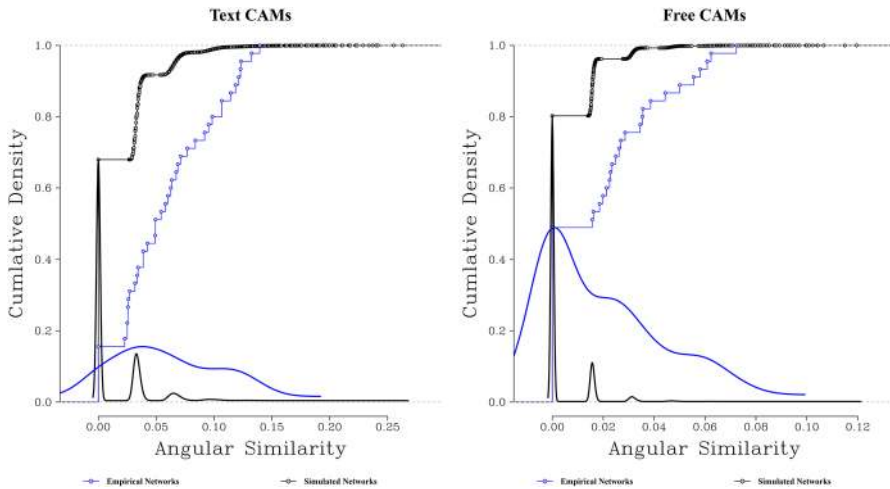 Text CAMs
Cumlative Density
1.0
0.8
0.6
0.4
0.2
0.0
0.00 0.05 0.10 0.15 0.20 0.25
Angular Similarity
Empirical Networks Simulated Networks
Free CAMs
Cumlative Density
1.0
0.8
0.6
0.4
0.2
0.0
0.00 0.02 0.04 0.06 0.08 0.10 0.12
Angular Similarity
Empirical Networks Simulated Networks